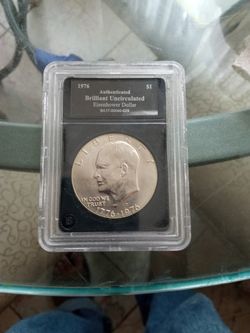 1976 $1
Authenticated
Brilliant Uncirculated
Eisenhower Dollar
LIBERTY
IN GOD WE
TRUST
1776-1976